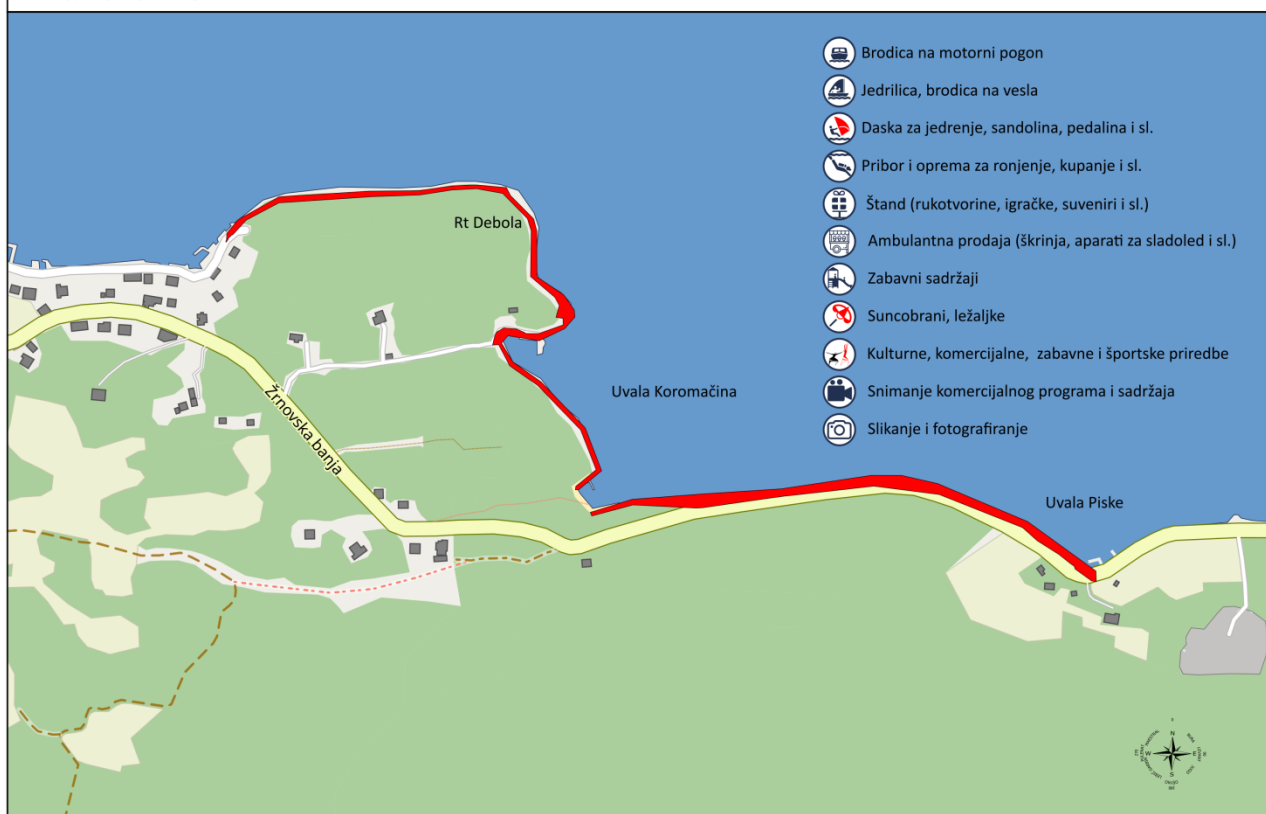 Brodica na motorni pogon
Jedrilica, brodica na vesla
Daska za jedrenje, sandolina, pedalina i sl.
Pribor i oprema za ronjenje, kupanje i sl.
Štand (rukotvorine, igračke, suveniri i sl.)
Ambulantna prodaja (škrinja, aparati za sladoled i sl.)
Zabavni sadržaji
Suncobrani, ležaljke
Kulturne, komercijalne, zabavne i športske priredbe
Snimanje komercijalnog programa i sadržaja
Slikanje i fotografiranje
Rt Debola
Uvala Koromačina
Žrnovska banja
Uvala Piske
N
W
E
S